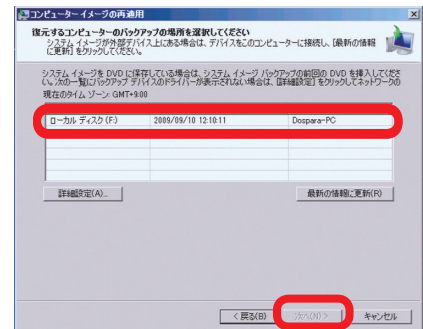 コンピューター イメージの再適用
復元するコンピューターのバックアップの場所を選択してください
システム イメージが外部デバイス上にある場合は、デバイスをこのコンピューターに接続し、[最新の情報
に更新] をクリックしてください。
システム イメージを DVD に保存している場合は、システム イメージ バックアップの前回の DVD を挿入してくださ
い。次の一覧にバックアップ デバイスのドライバーが表示されない場合は、[詳細設定] をクリックしてネットワークの
現在のタイム ゾーン: GMT+9:00
ローカル ディスク (F:) 2009/09/10 12:10:11 Dospara-PC
詳細設定(A)... 最新の情報に更新(R)
< 戻る(B) 次へ(N) > キャンセル